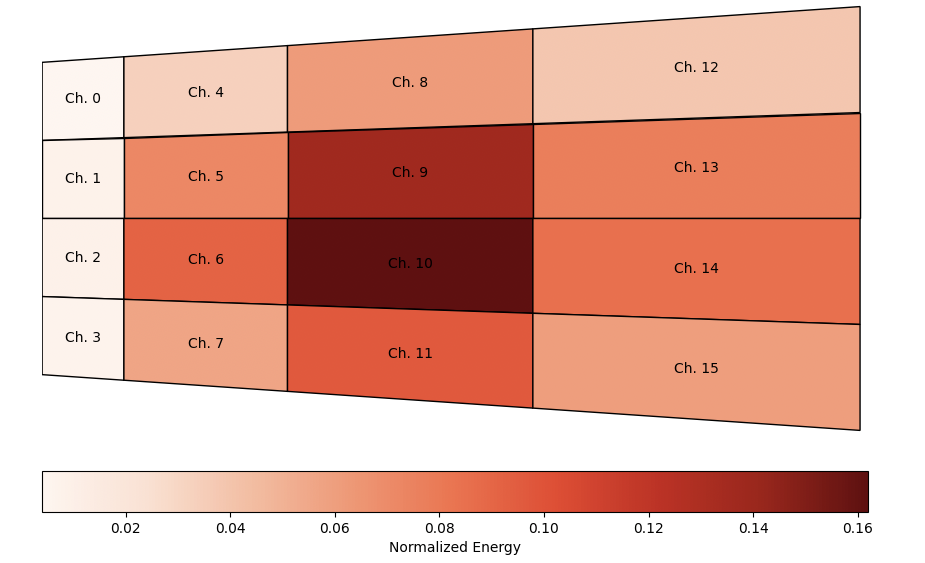 Ch. 0
Ch. 4
Ch. 8
Ch. 12
Ch. 1
Ch. 5
Ch. 9
Ch. 13
Ch. 2
Ch. 6
Ch. 10
Ch. 14
Ch. 3
Ch. 7
Ch. 11
Ch. 15
0.02 0.04 0.06 0.08 0.10 0.12 0.14 0.16
Normalized Energy